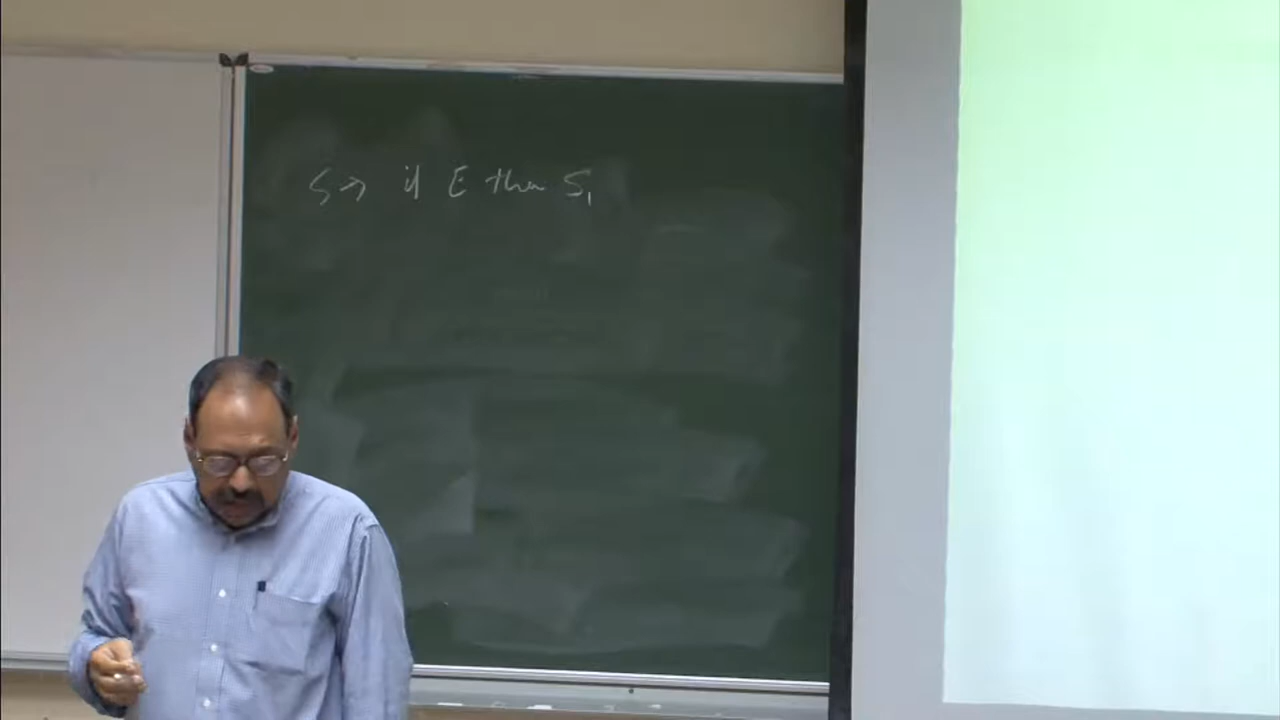 S → if E then S₁